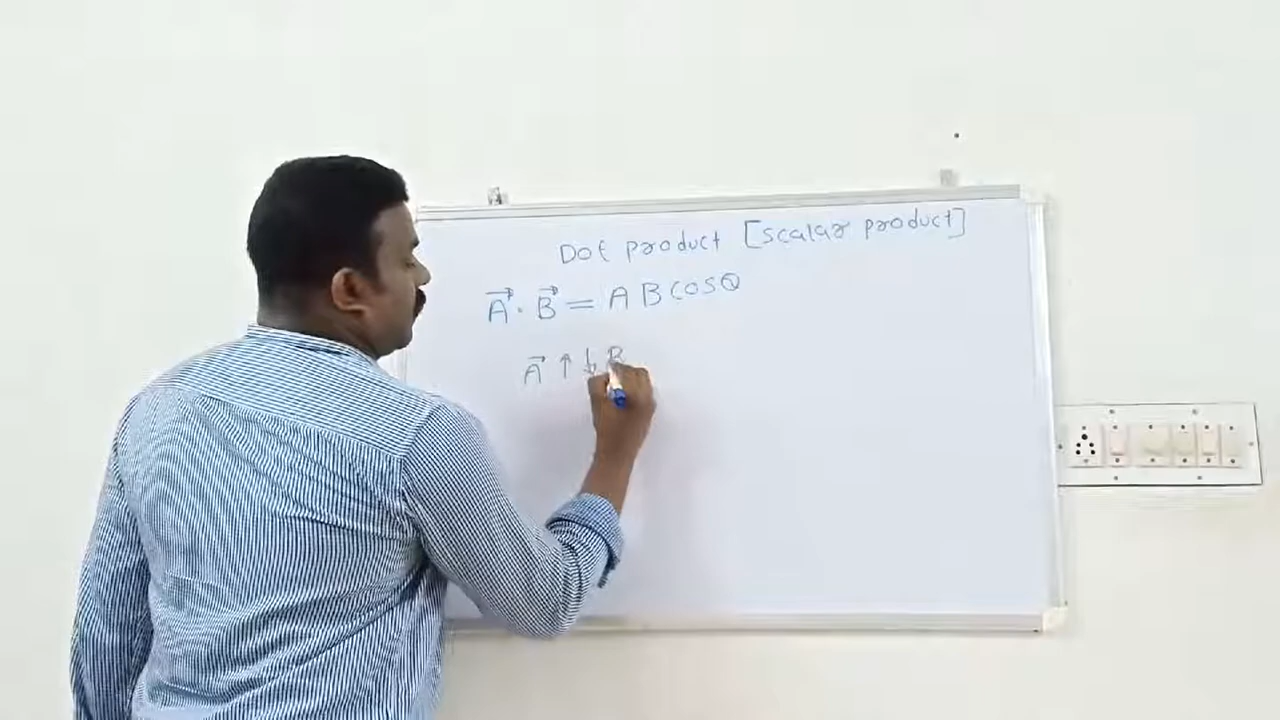 Dot product [scalar product]
A⃗ · B⃗ = A B cos θ
A⃗ ↑ ↓ B